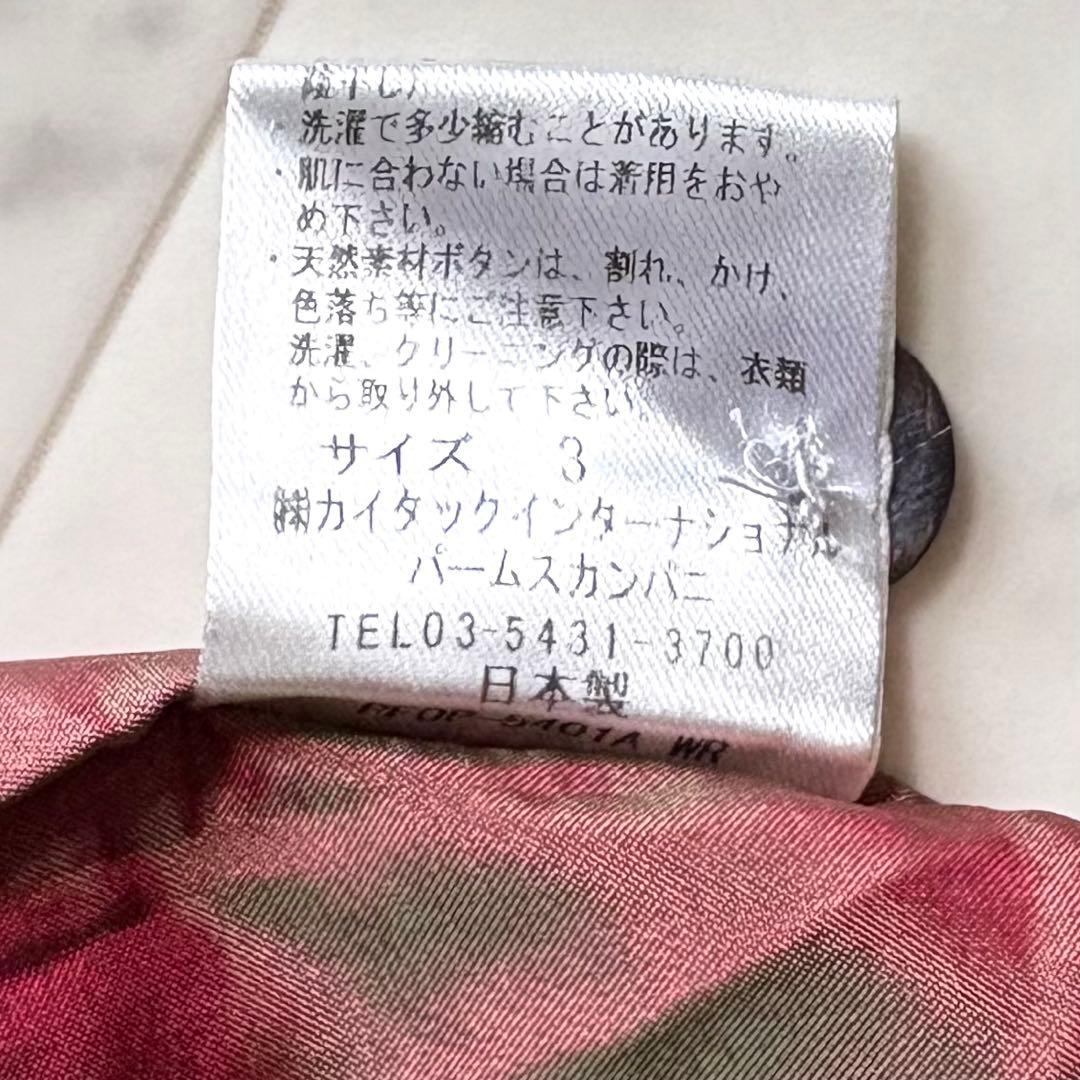 陰干し)
洗濯で多少縮むことがあります。
・肌に合わない場合は着用をおや
め下さい。
・天然素材ボタンは、割れ、かけ、
色落ち等にご注意下さい。
洗濯、クリーニングの際は、衣類
から取り外して下さい。
サイズ 3
㈱カイタックインターナショナル
パームスカンパニ
TEL03-5431-3700
日本製
5401A WR